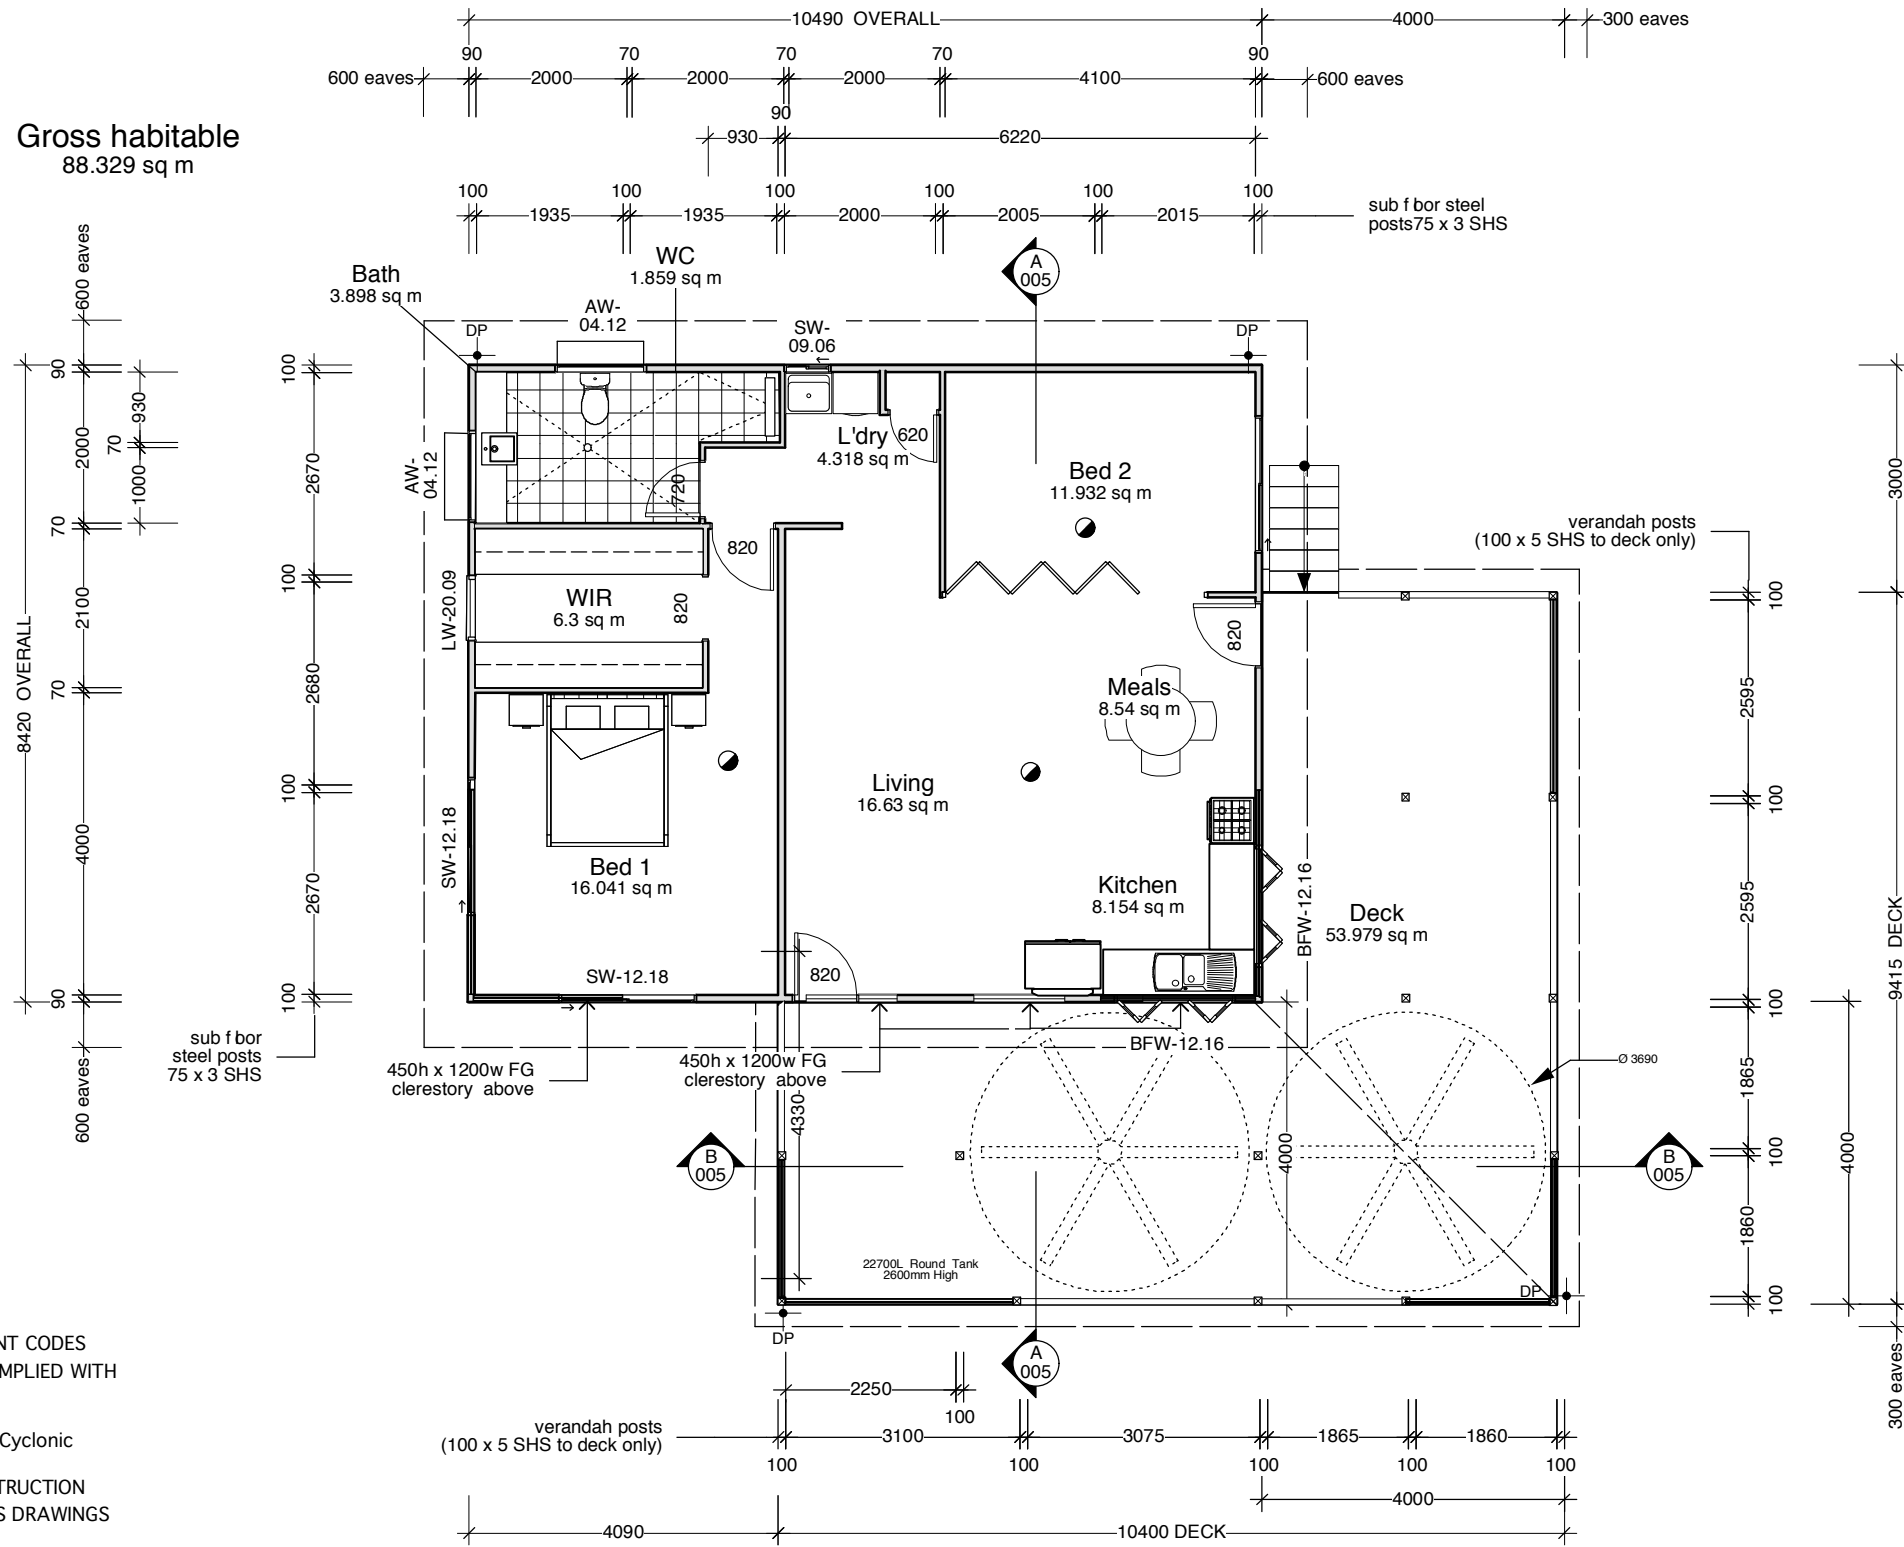 10490 OVERALL
4000
300 eaves
90
70
70
70
90
600 eaves
2000
2000
2000
4100
600 eaves
90
930
6220
Gross habitable
88.329 sq m
100
100
100
100
100
100
1935
1935
2000
2005
2015
sub f bor steel
posts75 x 3 SHS
Bath
3.898 sq m
WC
1.859 sq m
A
005
AW-
04.12
SW-
09.06
DP
DP
600 eaves
90
930
2000
70
1000
70
2100
70
4000
90
600 eaves
8420 OVERALL
100
2670
100
2680
100
2670
100
sub f bor
steel posts
75 x 3 SHS
AW-
04.12
LW-20.09
SW-12.18
720
L'dry
4.318 sq m
620
Bed 2
11.932 sq m
820
WIR
6.3 sq m
820
820
Meals
8.54 sq m
Living
16.63 sq m
Bed 1
16.041 sq m
Kitchen
8.154 sq m
Deck
53.979 sq m
BFW-12.16
SW-12.18
820
BFW-12.16
450h x 1200w FG
clerestory above
450h x 1200w FG
clerestory above
4330
4000
Ø 3690
B
005
B
005
22700L Round Tank
2600mm High
DP
DP
A
005
verandah posts
(100 x 5 SHS to deck only)
100
2595
100
2595
100
1865
100
1860
100
4000
3000
9415 DECK
300 eaves
NT CODES
MPLIED WITH
Cyclonic
TRUCTION
S DRAWINGS
2250
100
verandah posts
(100 x 5 SHS to deck only)
3100
3075
1865
1860
100
100
100
100
100
4000
4090
10400 DECK